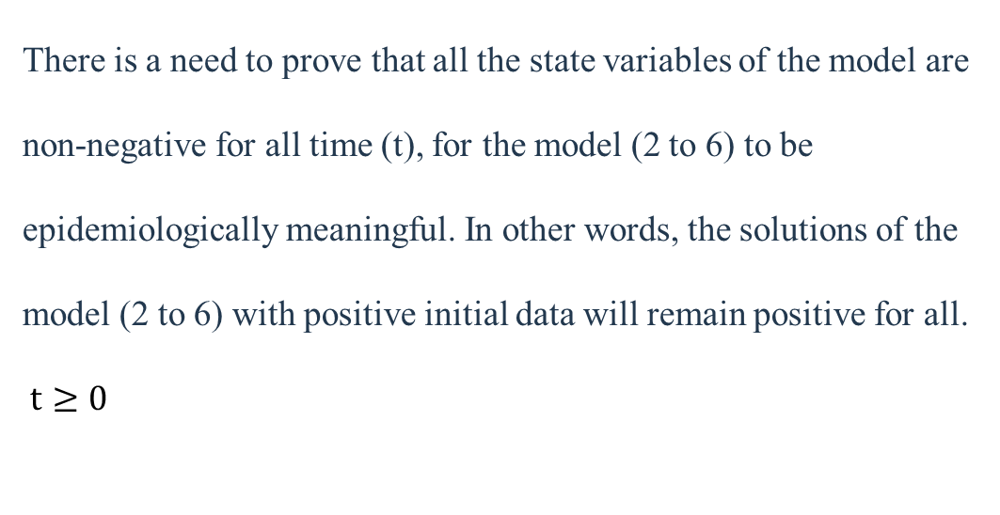 There is a need to prove that all the state variables of the model are
non-negative for all time (t), for the model (2 to 6) to be
epidemiologically meaningful. In other words, the solutions of the
model (2 to 6) with positive initial data will remain positive for all.
t ≥ 0